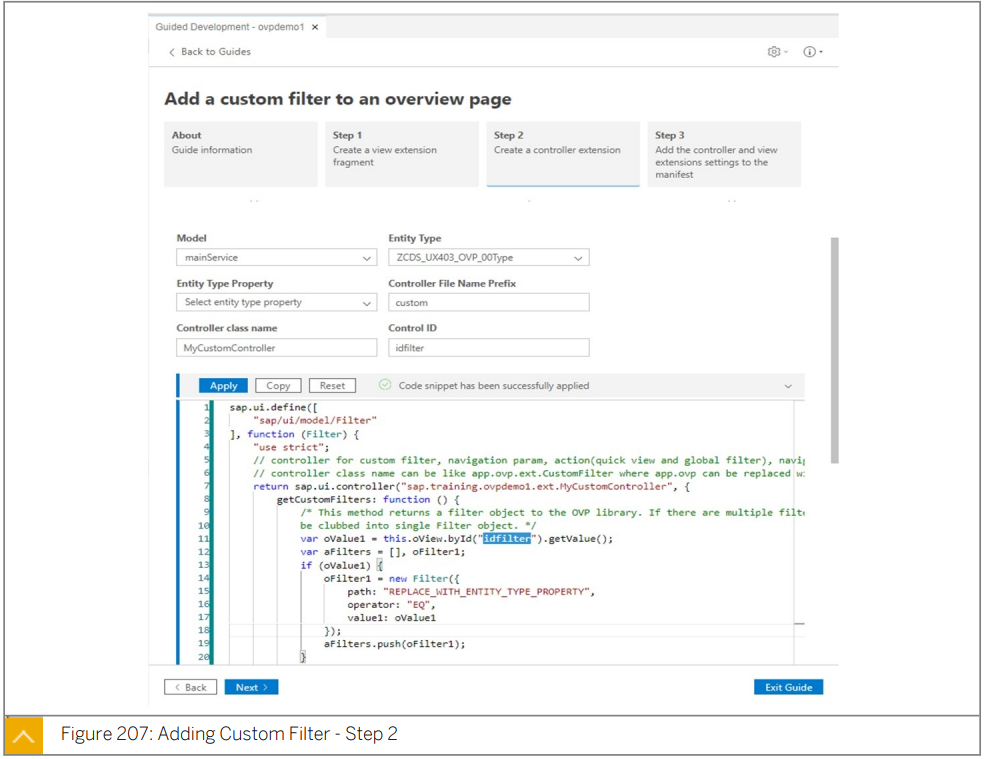 Guided Development - ovpdemo1 ×
< Back to Guides
Add a custom filter to an overview page
About
Guide information
Step 1
Create a view extension
fragment
Step 2
Create a controller extension
Step 3
Add the controller and view
extensions settings to the
manifest
Model
Entity Type
mainService
ZCDS_UX403_OVP_00Type
Entity Type Property
Controller File Name Prefix
Select entity type property
custom
Controller class name
Control ID
MyCustomController
idfilter
Apply Copy Reset Code snippet has been successfully applied
1 sap.ui.define([
2 "sap/ui/model/Filter"
3 ], function (Filter) {
4 "use strict";
5 // controller for custom filter, navigation param, action(quick view and global filter), navig
6 // controller class name can be like app.ovp.ext.CustomFilter where app.ovp can be replaced w
7 return sap.ui.controller("sap.training.ovpdemo1.ext.MyCustomController", {
8 getCustomFilters: function () {
9 /* This method returns a filter object to the OVP library. If there are multiple filte
10 be clubbed into single Filter object. */
11 var oValue1 = this.oView.byId("idfilter").getValue();
12 var aFilters = [], oFilter1;
13 if (oValue1) {
14 oFilter1 = new Filter({
15 path: "REPLACE_WITH_ENTITY_TYPE_PROPERTY",
16 operator: "EQ",
17 value1: oValue1
18 });
19 aFilters.push(oFilter1);
20 }
< Back Next > Exit Guide
Figure 207: Adding Custom Filter - Step 2